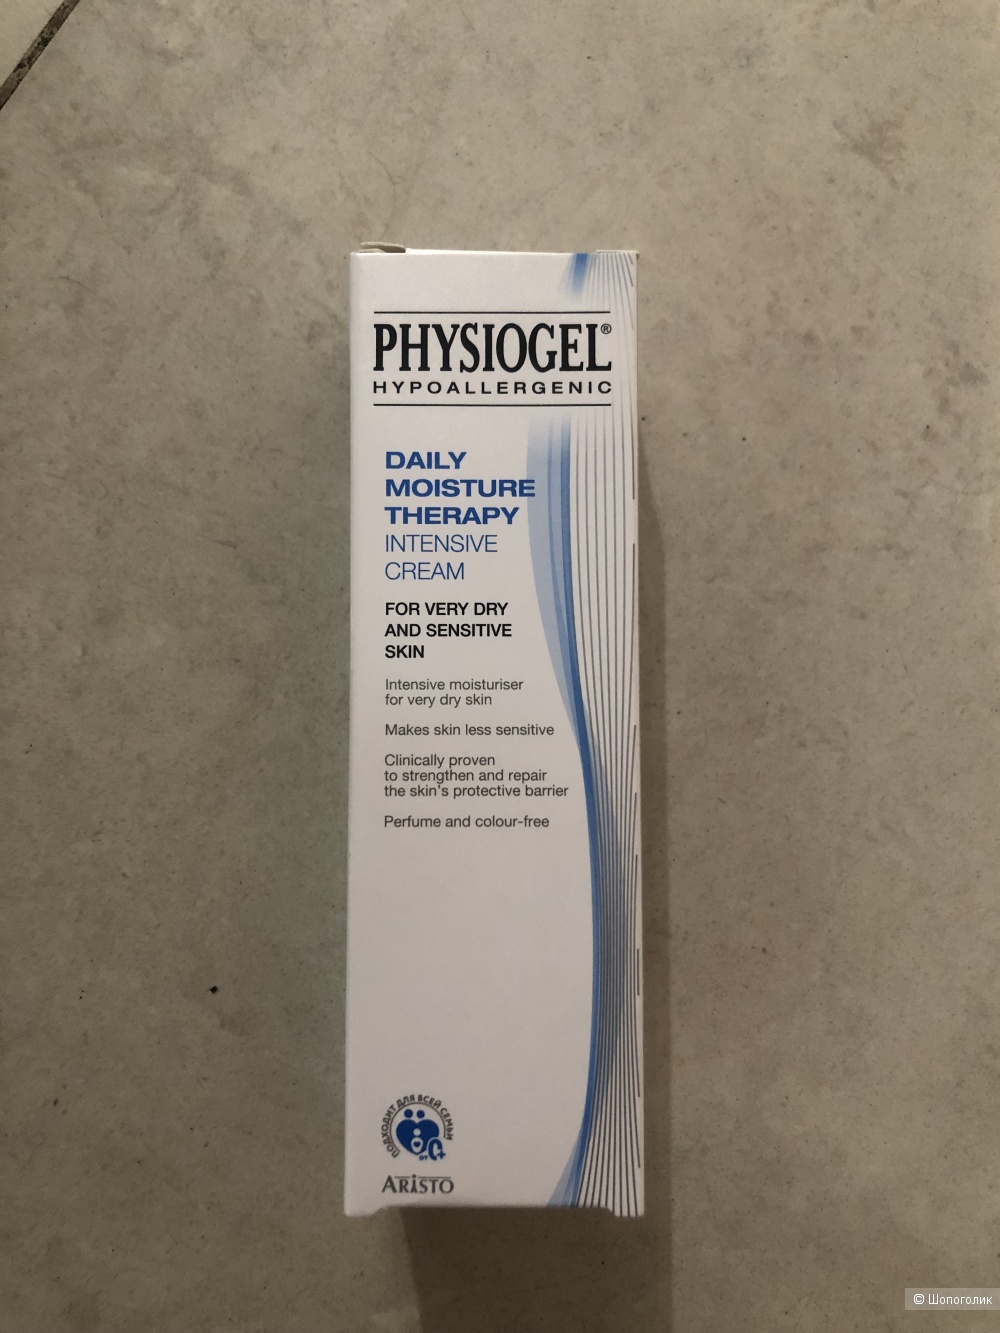 PHYSIOGEL®
HYPOALLERGENIC
DAILY
MOISTURE
THERAPY
INTENSIVE
CREAM
FOR VERY DRY
AND SENSITIVE
SKIN
Intensive moisturiser
for very dry skin
Makes skin less sensitive
Clinically proven
to strengthen and repair
the skin's protective barrier
Perfume and colour-free
ПОДХОДИТ ДЛЯ ВСЕЙ СЕМЬИ
ОТ 0+
ARISTO
© Шопоголик